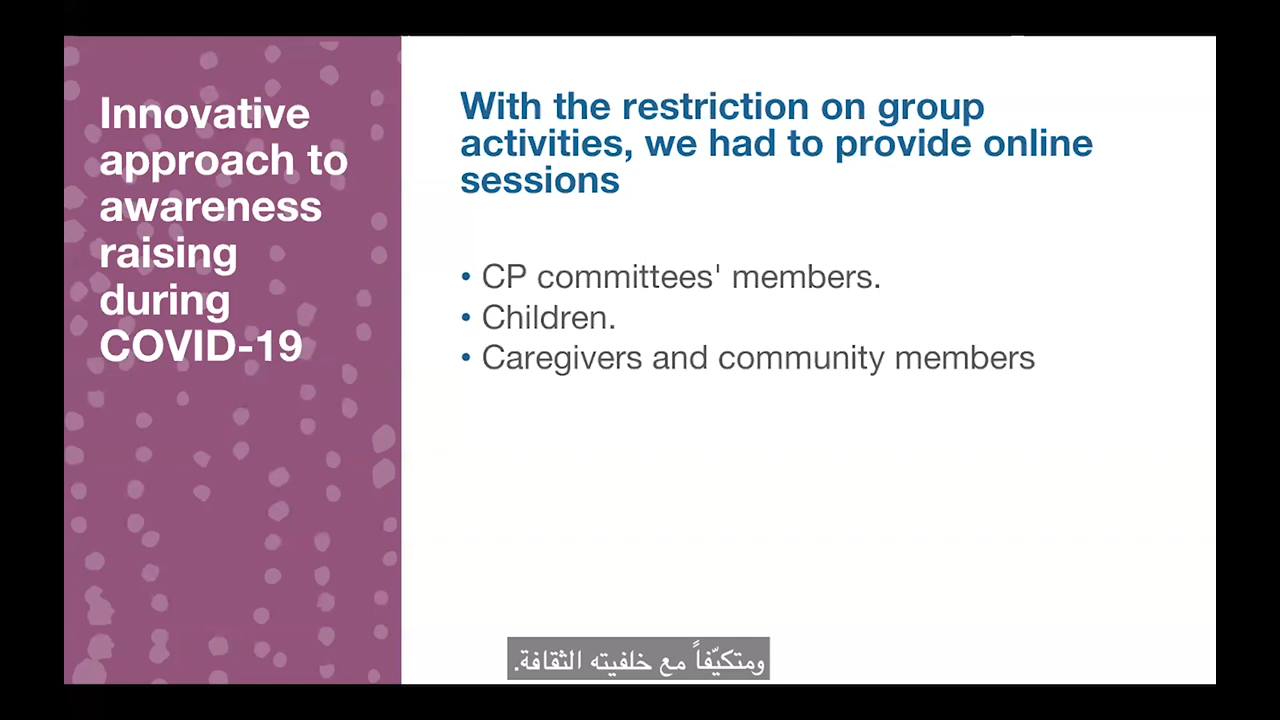 Innovative
approach to
awareness
raising
during
COVID-19
With the restriction on group
activities, we had to provide online
sessions
• CP committees' members.
• Children.
• Caregivers and community members
ومتكيّفاً مع خلفيته الثقافة.